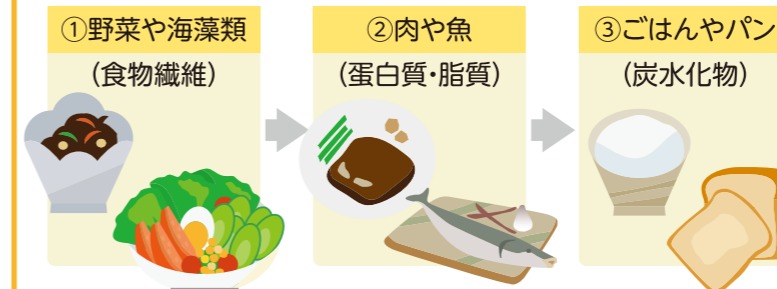 ①野菜や海藻類
(食物繊維)
②肉や魚
(蛋白質・脂質)
③ごはんやパン
(炭水化物)